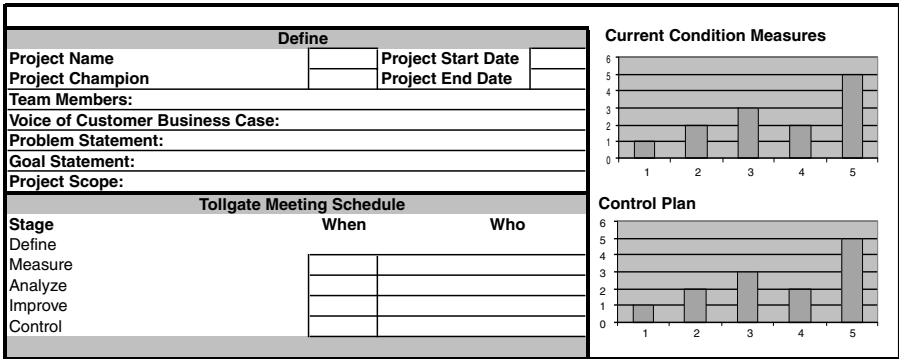 Define
Project Name Project Start Date
Project Champion Project End Date
Team Members:
Voice of Customer Business Case:
Problem Statement:
Goal Statement:
Project Scope:
Tollgate Meeting Schedule
Stage When Who
Define
Measure
Analyze
Improve
Control
Current Condition Measures
6
5
4
3
2
1
0
1 2 3 4 5
Control Plan
6
5
4
3
2
1
0
1 2 3 4 5